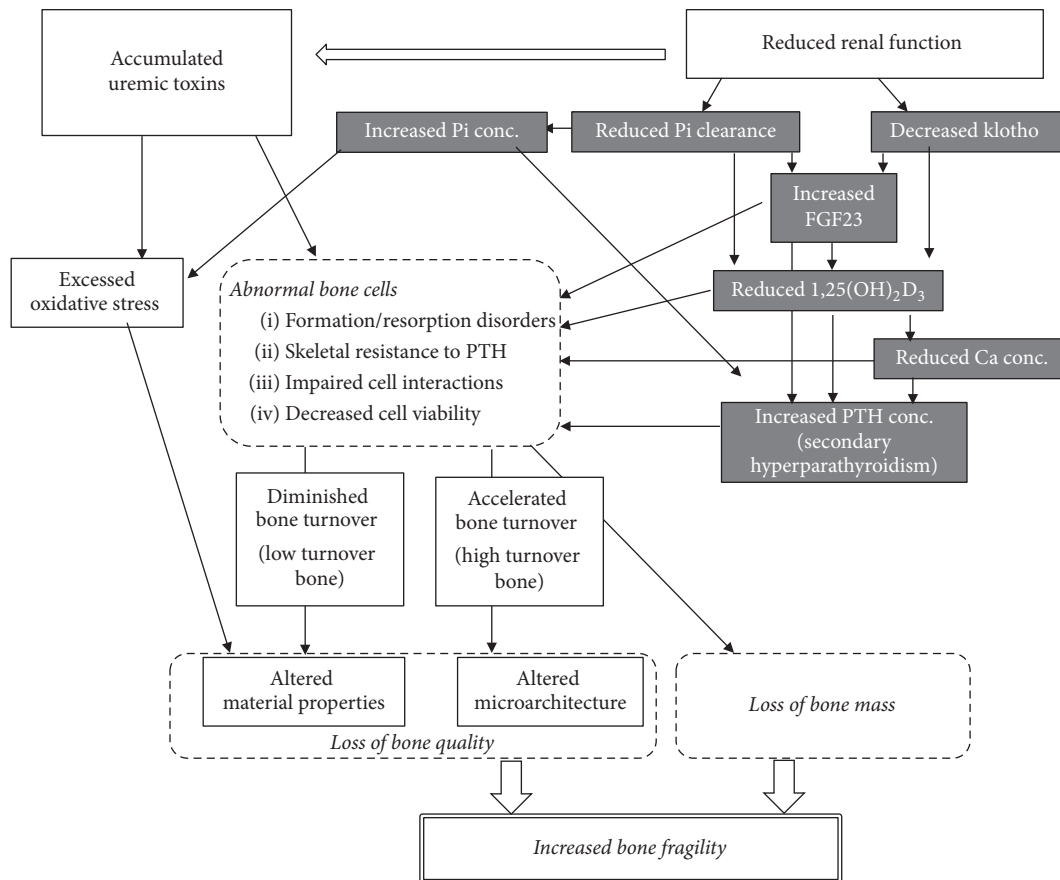 Accumulated
uremic toxins
Reduced renal function
Increased Pi conc.
Reduced Pi clearance
Decreased klotho
Increased
FGF23
Excessed
oxidative stress
Abnormal bone cells
(i) Formation/resorption disorders
(ii) Skeletal resistance to PTH
(iii) Impaired cell interactions
(iv) Decreased cell viability
Reduced 1,25(OH)₂D₃
Reduced Ca conc.
Increased PTH conc.
(secondary
hyperparathyroidism)
Diminished
bone turnover
(low turnover
bone)
Accelerated
bone turnover
(high turnover
bone)
Altered
material properties
Altered
microarchitecture
Loss of bone quality
Loss of bone mass
Increased bone fragility